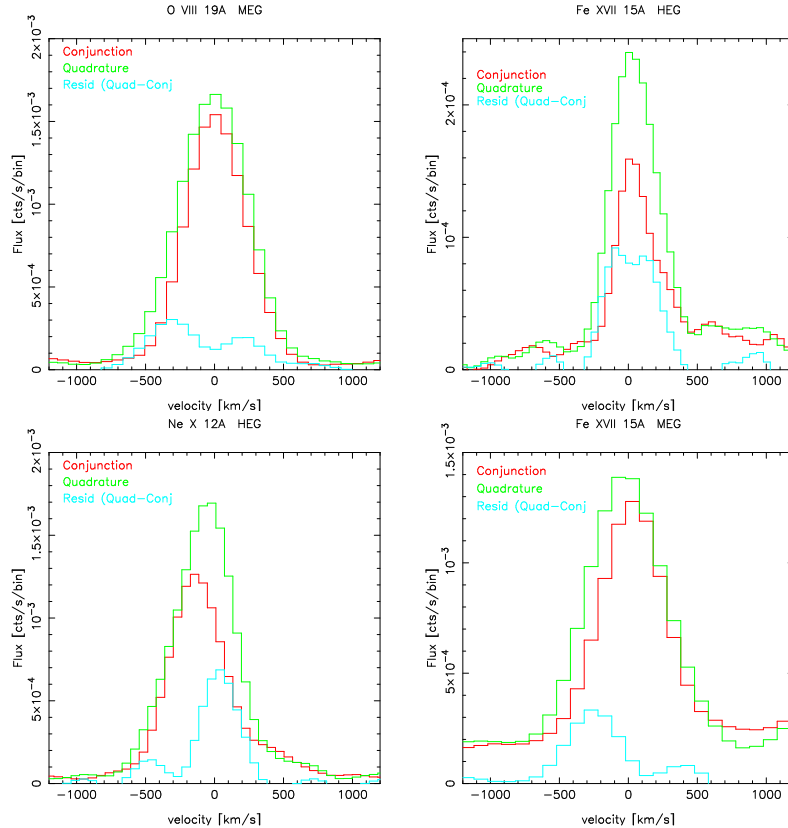 O VIII 19A MEG
Conjunction
Quadrature
Resid (Quad-Conj
Flux [cts/s/bin]
0
5×10⁻⁴
10⁻³
1.5×10⁻³
2×10⁻³
-1000 -500 0 500 1000
velocity [km/s]
Fe XVII 15A HEG
Conjunction
Quadrature
Resid (Quad-Conj
Flux [cts/s/bin]
0
10⁻⁴
2×10⁻⁴
-1000 -500 0 500 1000
velocity [km/s]
Ne X 12A HEG
Conjunction
Quadrature
Resid (Quad-Conj
Flux [cts/s/bin]
0
5×10⁻⁴
10⁻³
1.5×10⁻³
2×10⁻³
-1000 -500 0 500 1000
velocity [km/s]
Fe XVII 15A MEG
Conjunction
Quadrature
Resid (Quad-Conj
Flux [cts/s/bin]
0
5×10⁻⁴
10⁻³
1.5×10⁻³
-1000 -500 0 500 1000
velocity [km/s]